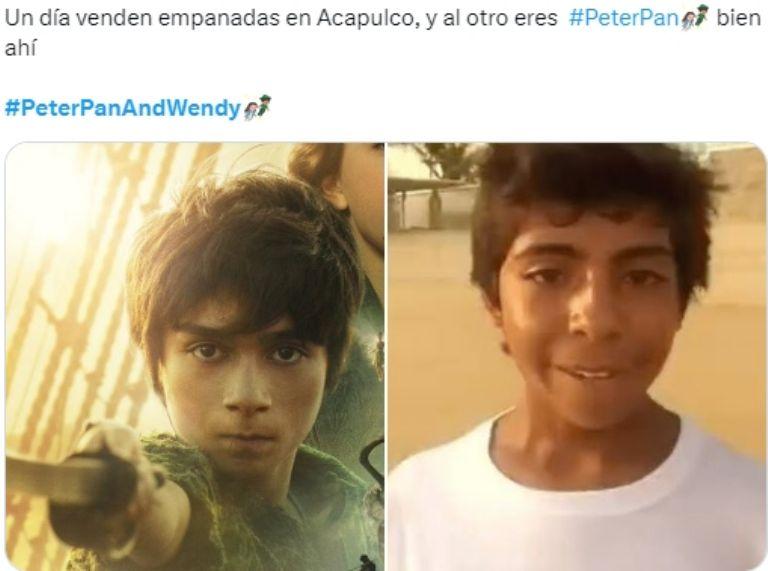 Un día venden empanadas en Acapulco, y al otro eres #PeterPan bien
ahí
#PeterPanAndWendy